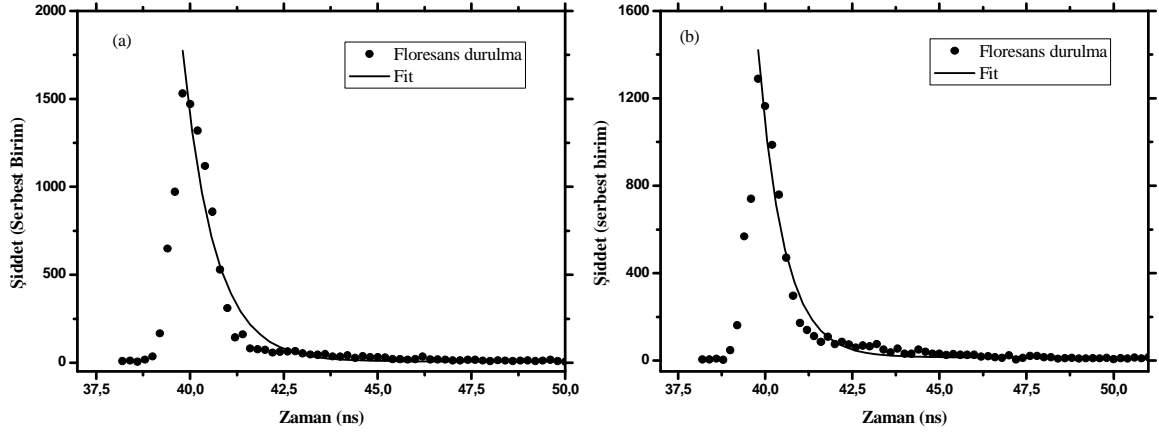 (a)
Floresans durulma
Fit
2000
1500
1000
500
0
37,5 40,0 42,5 45,0 47,5 50,0
Şiddet (Serbest Birim)
Zaman (ns)
(b)
Floresans durulma
Fit
1600
1200
800
400
0
37,5 40,0 42,5 45,0 47,5 50,0
Şiddet (serbest birim)
Zaman (ns)